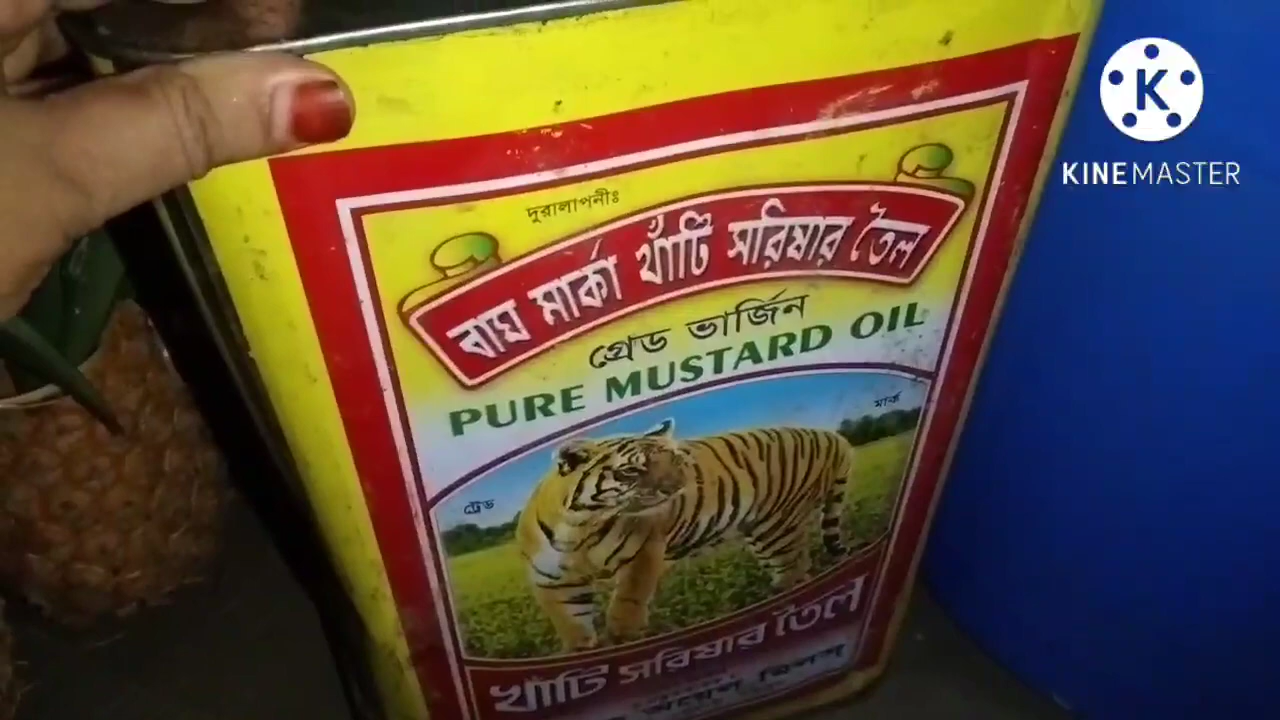 K
KINEMASTER
দুরালাপনীঃ
বাঘ মার্কা খাঁটি সরিষার তৈল
গ্রেড ভার্জিন
PURE MUSTARD OIL
মার্ক
ট্রেড
খাঁটি সরিষার তৈল